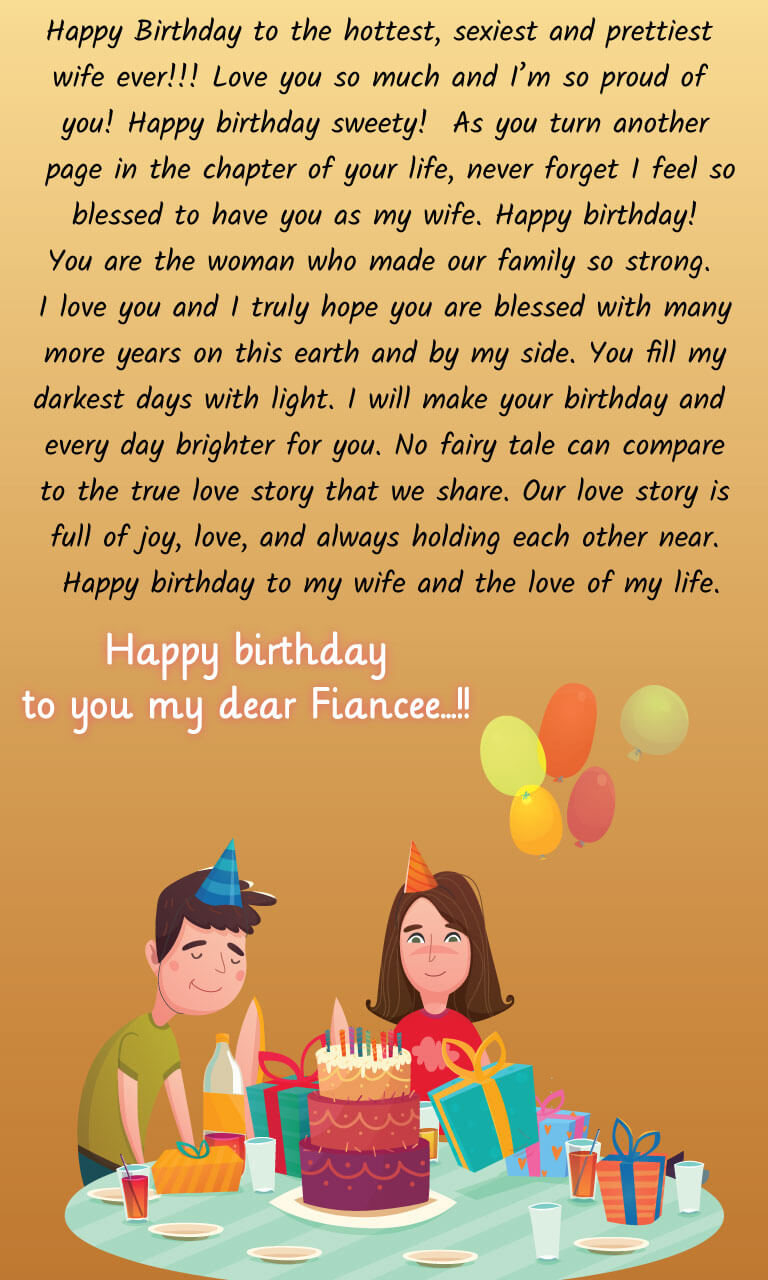 Happy Birthday to the hottest, sexiest and prettiest
wife ever!!! Love you so much and I'm so proud of
you! Happy birthday sweety! As you turn another
page in the chapter of your life, never forget I feel so
blessed to have you as my wife. Happy birthday!
You are the woman who made our family so strong.
I love you and I truly hope you are blessed with many
more years on this earth and by my side. You fill my
darkest days with light. I will make your birthday and
every day brighter for you. No fairy tale can compare
to the true love story that we share. Our love story is
full of joy, love, and always holding each other near.
Happy birthday to my wife and the love of my life.
Happy birthday
to you my dear Fiancee...!!